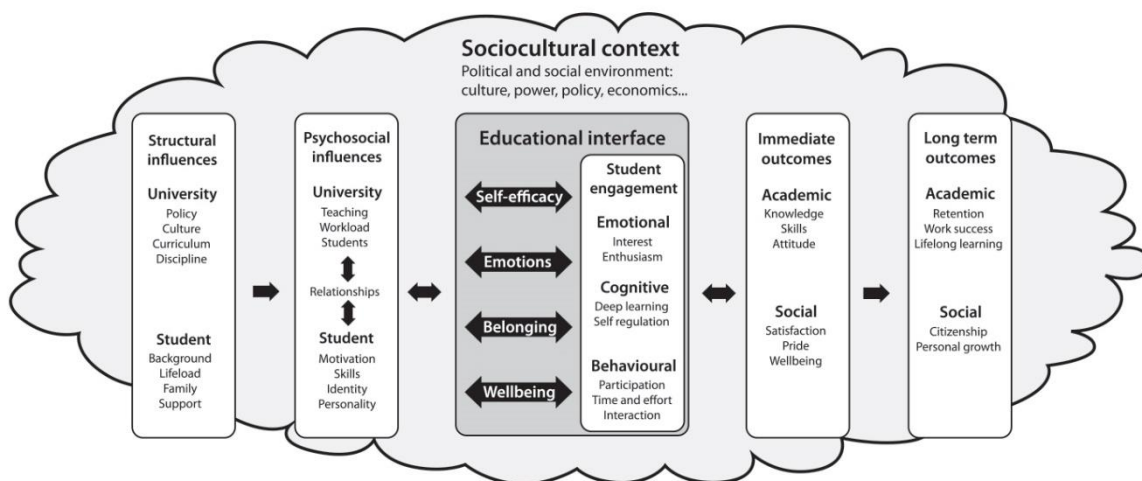 Sociocultural context
Political and social environment:
culture, power, policy, economics...
Structural
influences
University
Policy
Culture
Curriculum
Discipline
Student
Background
Lifeload
Family
Support
Psychosocial
influences
University
Teaching
Workload
Students
Relationships
Student
Motivation
Skills
Identity
Personality
Educational interface
Self-efficacy
Emotions
Belonging
Wellbeing
Student
engagement
Emotional
Interest
Enthusiasm
Cognitive
Deep learning
Self regulation
Behavioural
Participation
Time and effort
Interaction
Immediate
outcomes
Academic
Knowledge
Skills
Attitude
Social
Satisfaction
Pride
Wellbeing
Long term
outcomes
Academic
Retention
Work success
Lifelong learning
Social
Citizenship
Personal growth